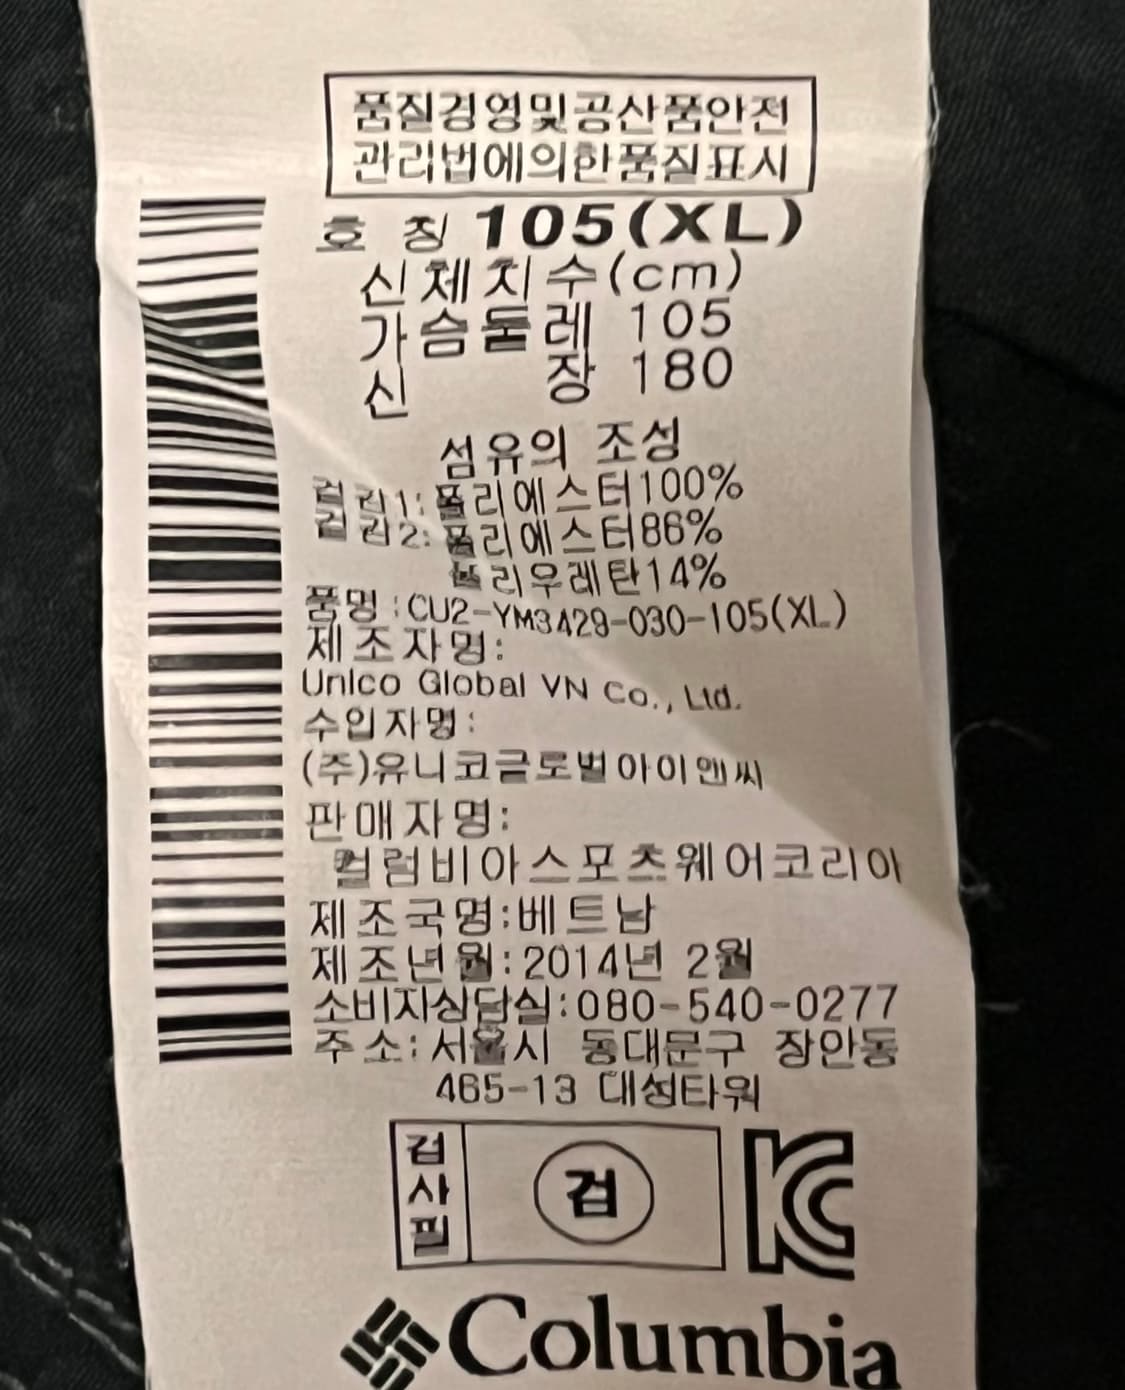 품질경영및공산품안전
관리법에의한품질표시
호 칭 105(XL)
신체치수(cm)
가슴둘레 105
신 장 180
섬유의 조성
겉감1: 폴리에스터100%
겉감2: 폴리에스터86%
폴리우레탄14%
품명:CU2-YM3429-030-105(XL)
제조자명:
Unico Global VN Co., Ltd.
수입자명:
(주)유니코글로벌아이앤씨
판매자명:
컬럼비아스포츠웨어코리아
제조국명:베트남
제조년월:2014년 2월
소비자상담실:080-540-0277
주소:서울시 동대문구 장안동
465-13 대성타워
검사필
검
KC
Columbia